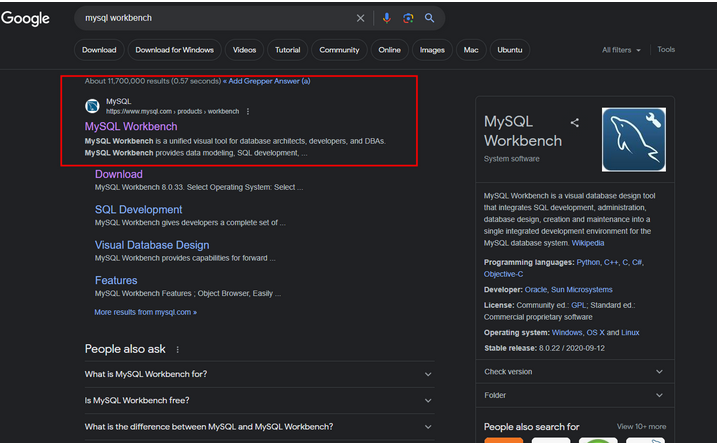 Google
mysql workbench
Download
Download for Windows
Videos
Tutorial
Community
Online
Images
Mac
Ubuntu
All filters
Tools
About 11,700,000 results (0.57 seconds) « Add Grepper Answer (a)
MySQL
https://www.mysql.com › products › workbench
MySQL Workbench
MySQL Workbench is a unified visual tool for database architects, developers, and DBAs.
MySQL Workbench provides data modeling, SQL development, ...
Download
MySQL Workbench 8.0.33. Select Operating System: Select ...
SQL Development
MySQL Workbench gives developers a complete set of ...
Visual Database Design
MySQL Workbench provides capabilities for forward ...
Features
MySQL Workbench Features ; Object Browser, Easily ...
More results from mysql.com »
People also ask
What is MySQL Workbench for?
Is MySQL Workbench free?
What is the difference between MySQL and MySQL Workbench?
MySQL
Workbench
System software
MySQL Workbench is a visual database design tool
that integrates SQL development, administration,
database design, creation and maintenance into a
single integrated development environment for the
MySQL database system. Wikipedia
Programming languages: Python, C++, C, C#,
Objective-C
Developer: Oracle, Sun Microsystems
License: Community ed.: GPL; Standard ed.:
Commercial proprietary software
Operating system: Windows, OS X and Linux
Stable release: 8.0.22 / 2020-09-12
Check version
Folder
People also search for
View 10+ more